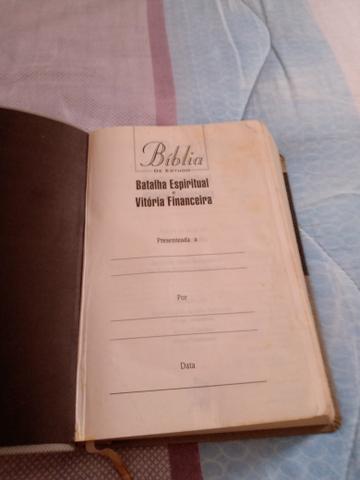 Bíblia
DE ESTUDO
Batalha Espiritual
e
Vitória Financeira
Presenteada a
Por
Data